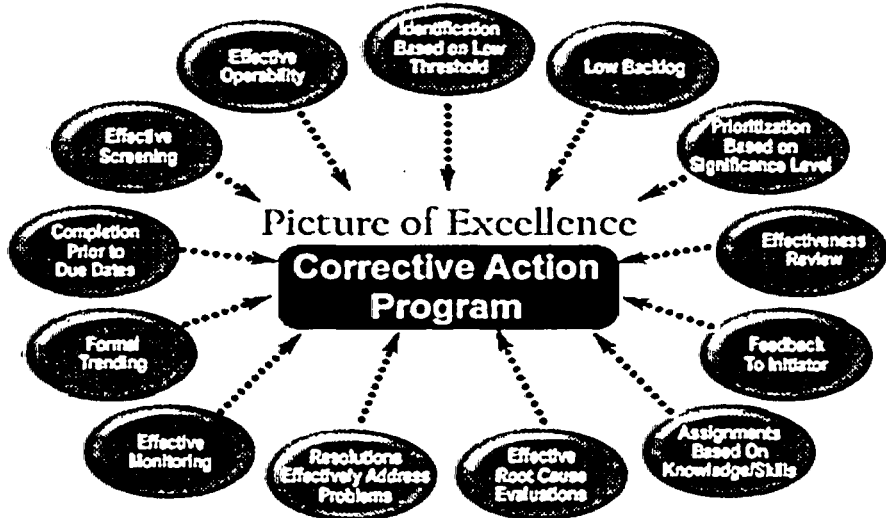 Identification
Based on Low
Threshold
Effective
Operability
Low Backlog
Effective
Screening
Prioritization
Based on
Significance Level
Picture of Excellence
Completion
Prior to
Due Dates
Corrective Action
Program
Effectiveness
Review
Formal
Trending
Feedback
To Initiator
Effective
Monitoring
Resolutions
Effectively Address
Problems
Effective
Root Cause
Evaluations
Assignments
Based On
Knowledge/Skills